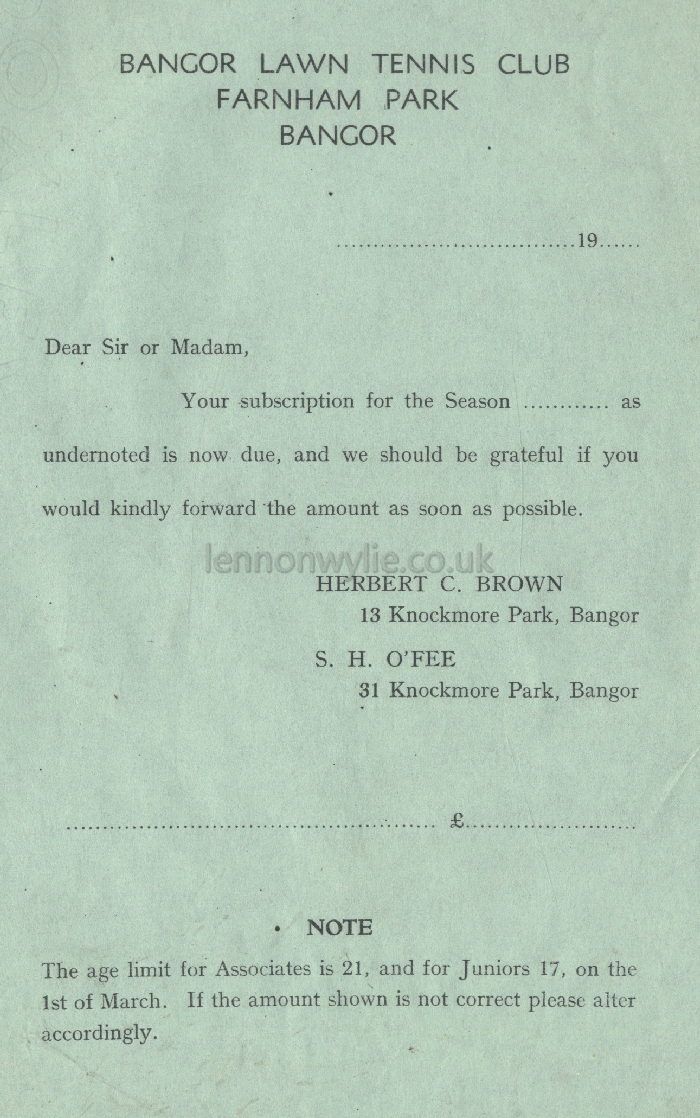 BANGOR LAWN TENNIS CLUB
FARNHAM PARK
BANGOR
................................19......
Dear Sir or Madam,
Your subscription for the Season ............ as
undernoted is now due, and we should be grateful if you
would kindly forward the amount as soon as possible.
lennonwylie.co.uk
HERBERT C. BROWN
13 Knockmore Park, Bangor
S. H. O'FEE
31 Knockmore Park, Bangor
.................................................. £.......................
NOTE
The age limit for Associates is 21, and for Juniors 17, on the
1st of March. If the amount shown is not correct please alter
accordingly.